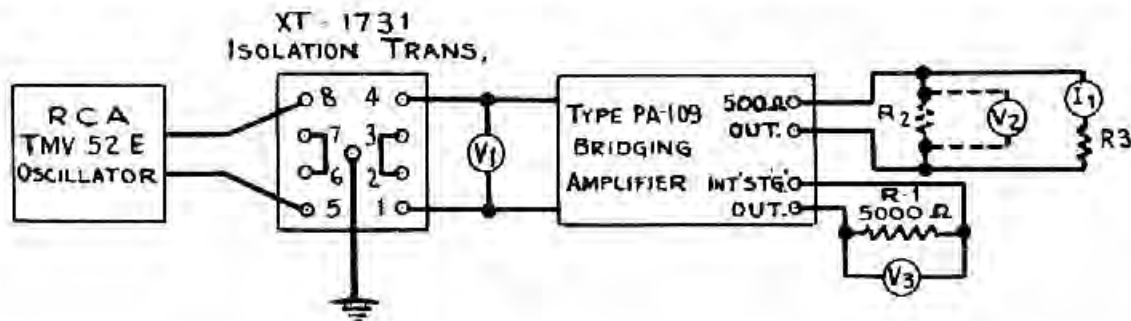 XT-1731
ISOLATION TRANS,
RCA
TMV 52 E
OSCILLATOR
8 4
7 3
6 2
5 1
V1
TYPE PA-109
BRIDGING
AMPLIFIER
500Ω
OUT.
INT'STG.
OUT.
R2
V2
I1
R3
R-1
5000 Ω
V3